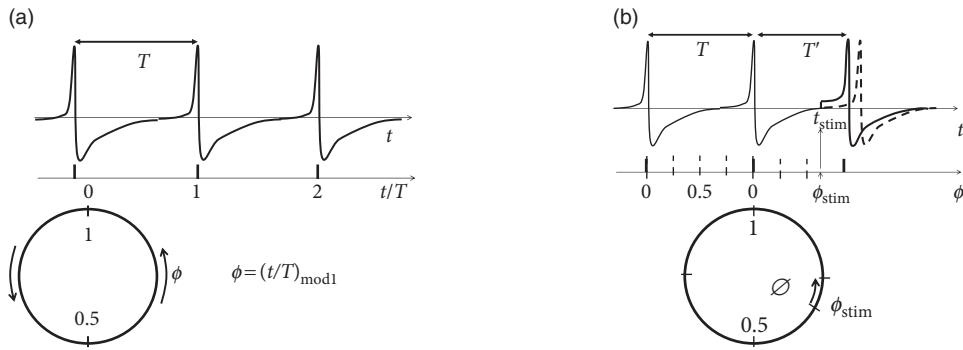 (a)
T
t
0 1 2 t/T
1
ϕ
ϕ=(t/T)mod1
0.5
(b)
T T′
tstim
t
0 0.5 0 ϕstim ϕ
1
∅
ϕstim
0.5